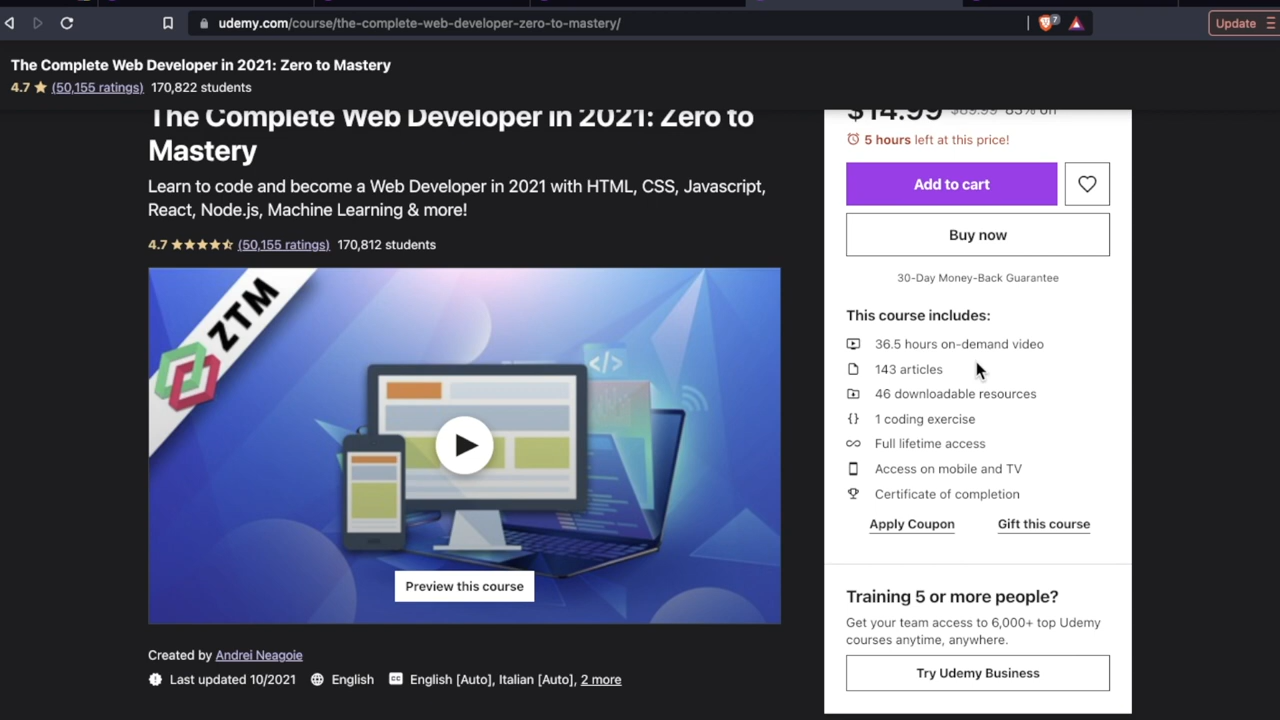 udemy.com/course/the-complete-web-developer-zero-to-mastery/
7
Update
The Complete Web Developer in 2021: Zero to Mastery
4.7 (50,155 ratings) 170,822 students
The Complete Web Developer in 2021: Zero to
Mastery
Learn to code and become a Web Developer in 2021 with HTML, CSS, Javascript,
React, Node.js, Machine Learning & more!
4.7 (50,155 ratings) 170,812 students
ZTM
</>
Preview this course
Created by Andrei Neagoie
Last updated 10/2021 English CC English [Auto], Italian [Auto], 2 more
$14.99 $89.99 83% off
5 hours left at this price!
Add to cart
Buy now
30-Day Money-Back Guarantee
This course includes:
36.5 hours on-demand video
143 articles
46 downloadable resources
{} 1 coding exercise
Full lifetime access
Access on mobile and TV
Certificate of completion
Apply Coupon Gift this course
Training 5 or more people?
Get your team access to 6,000+ top Udemy
courses anytime, anywhere.
Try Udemy Business